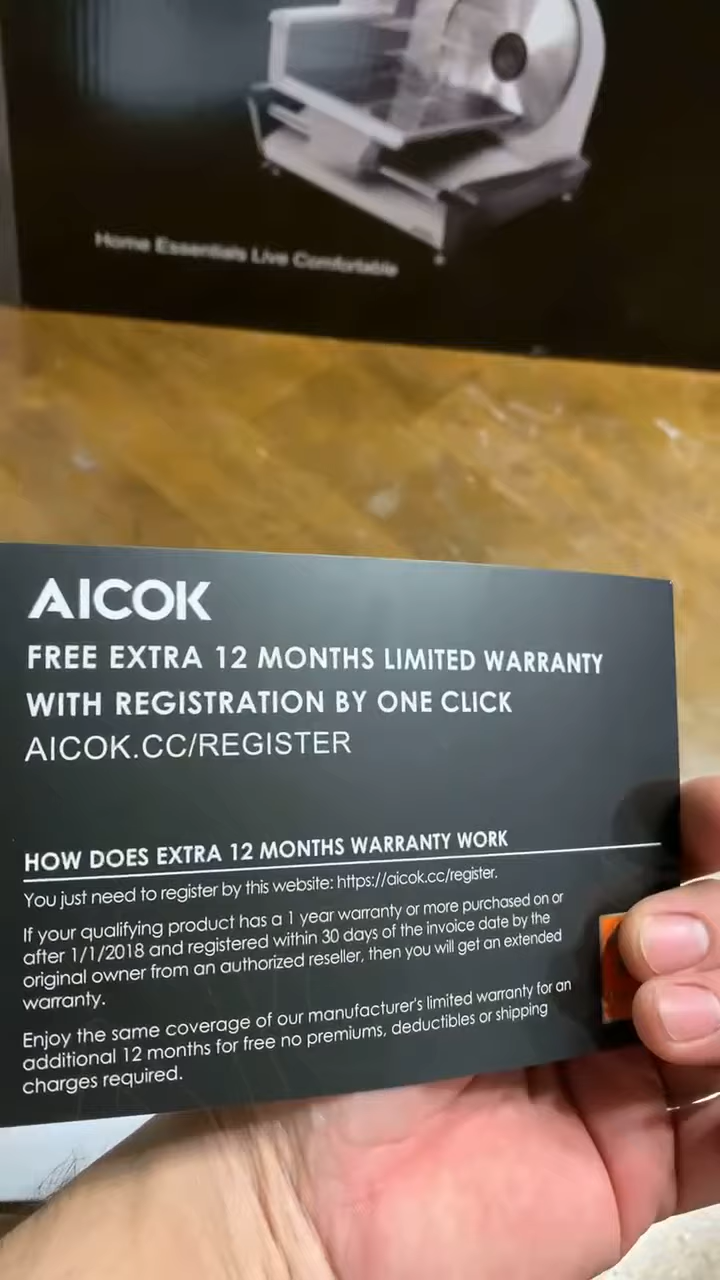 Home Essentials Live Comfortable
AICOK
FREE EXTRA 12 MONTHS LIMITED WARRANTY
WITH REGISTRATION BY ONE CLICK
AICOK.CC/REGISTER
HOW DOES EXTRA 12 MONTHS WARRANTY WORK
You just need to register by this website: https://aicok.cc/register.
If your qualifying product has a 1 year warranty or more purchased on or
after 1/1/2018 and registered within 30 days of the invoice date by the
original owner from an authorized reseller, then you will get an extended
warranty.
Enjoy the same coverage of our manufacturer's limited warranty for an
additional 12 months for free no premiums, deductibles or shipping
charges required.